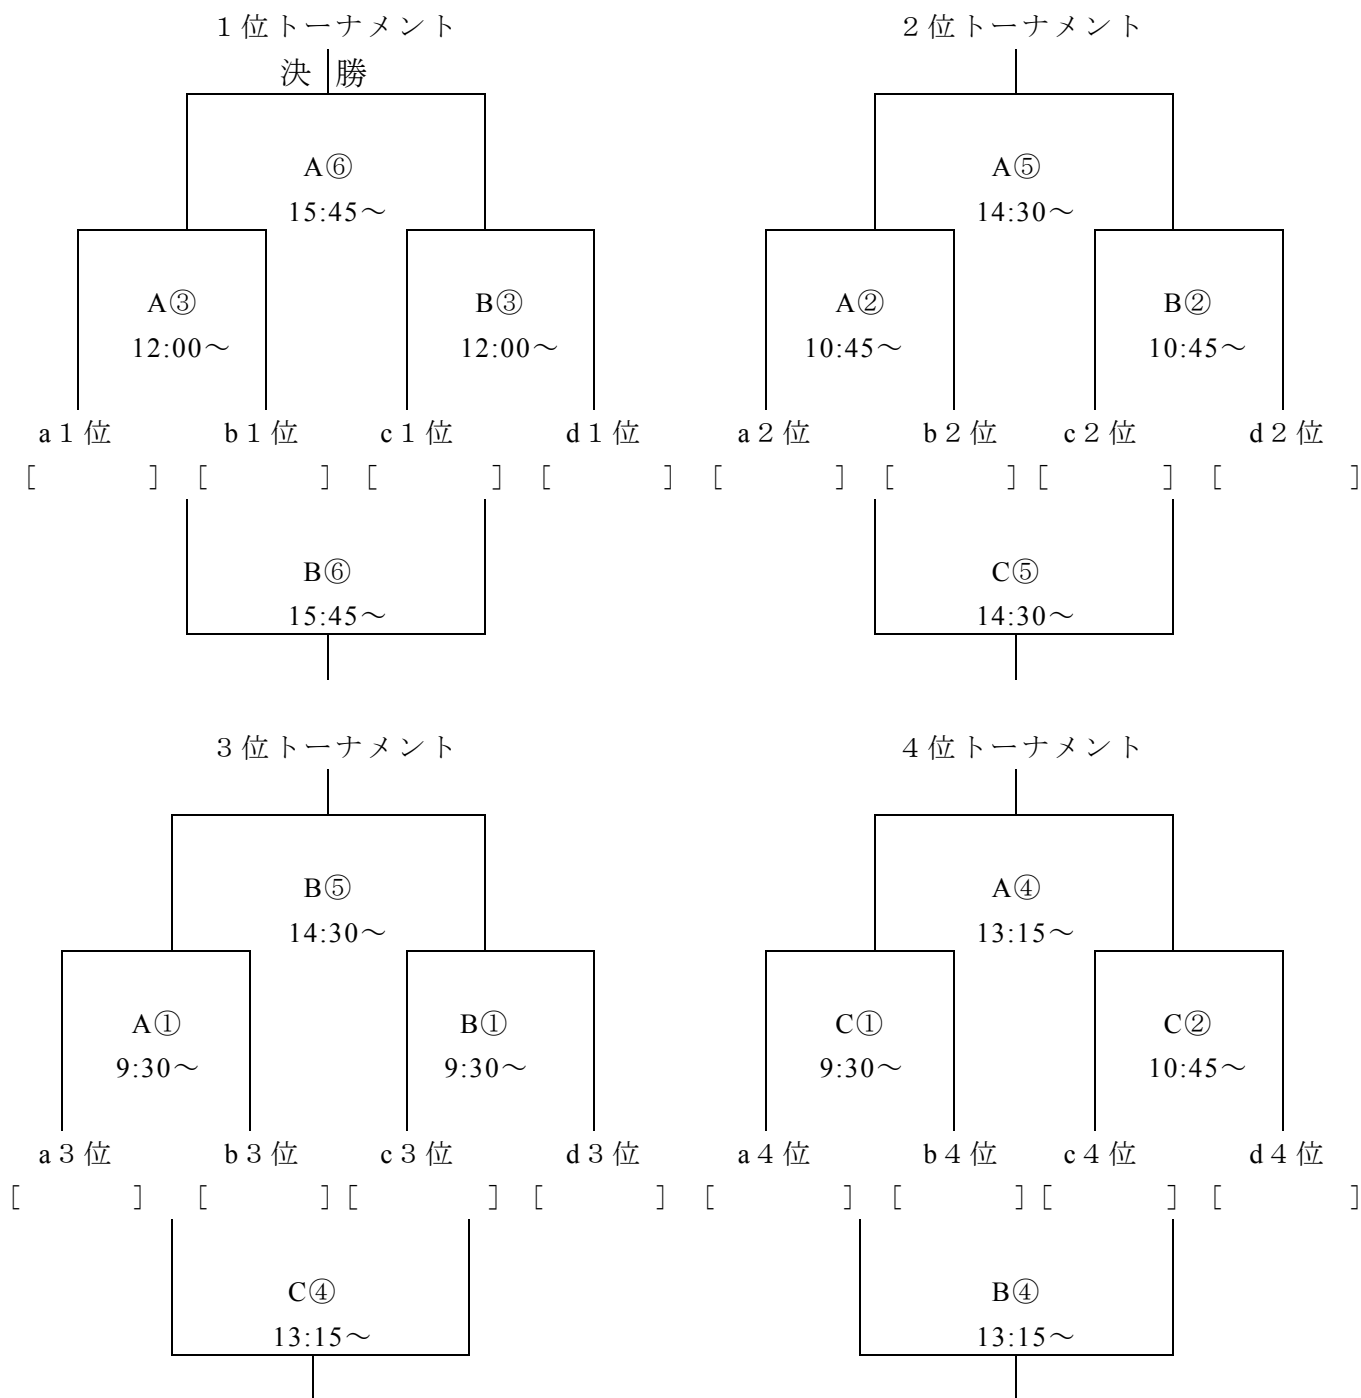 １位トーナメント
決 勝
A⑥
15:45～
A③
12:00～
B③
12:00～
a１位 b１位 c１位 d１位
[ ] [ ] [ ] [ ]
B⑥
15:45～
２位トーナメント
A⑤
14:30～
A②
10:45～
B②
10:45～
a２位 b２位 c２位 d２位
[ ] [ ] [ ] [ ]
C⑤
14:30～
３位トーナメント
B⑤
14:30～
A①
9:30～
B①
9:30～
a３位 b３位 c３位 d３位
[ ] [ ] [ ] [ ]
C④
13:15～
４位トーナメント
A④
13:15～
C①
9:30～
C②
10:45～
a４位 b４位 c４位 d４位
[ ] [ ] [ ] [ ]
B④
13:15～